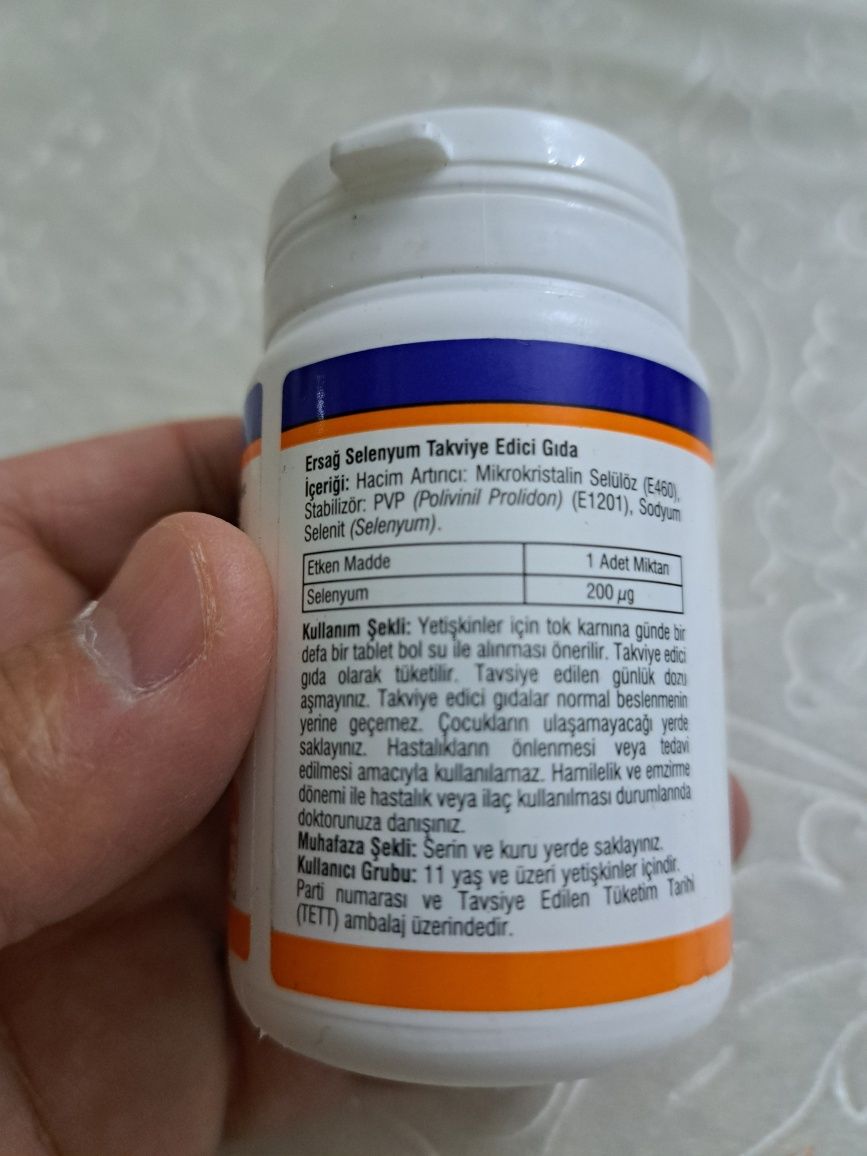 Ersağ Selenyum Takviye Edici Gıda
İçeriği: Hacim Artırıcı: Mikrokristalin Selülöz (E460),
Stabilizör: PVP (Polivinil Prolidon) (E1201), Sodyum
Selenit (Selenyum).
Etken Madde 1 Adet Miktarı
Selenyum 200 µg
Kullanım Şekli: Yetişkinler için tok karnına günde bir
defa bir tablet bol su ile alınması önerilir. Takviye edici
gıda olarak tüketilir. Tavsiye edilen günlük dozu
aşmayınız. Takviye edici gıdalar normal beslenmenin
yerine geçemez. Çocukların ulaşamayacağı yerde
saklayınız. Hastalıkların önlenmesi veya tedavi
edilmesi amacıyla kullanılamaz. Hamilelik ve emzirme
dönemi ile hastalık veya ilaç kullanılması durumlarında
doktorunuza danışınız.
Muhafaza Şekli: Serin ve kuru yerde saklayınız.
Kullanıcı Grubu: 11 yaş ve üzeri yetişkinler içindir.
Parti numarası ve Tavsiye Edilen Tüketim Tarihi
(TETT) ambalaj üzerindedir.